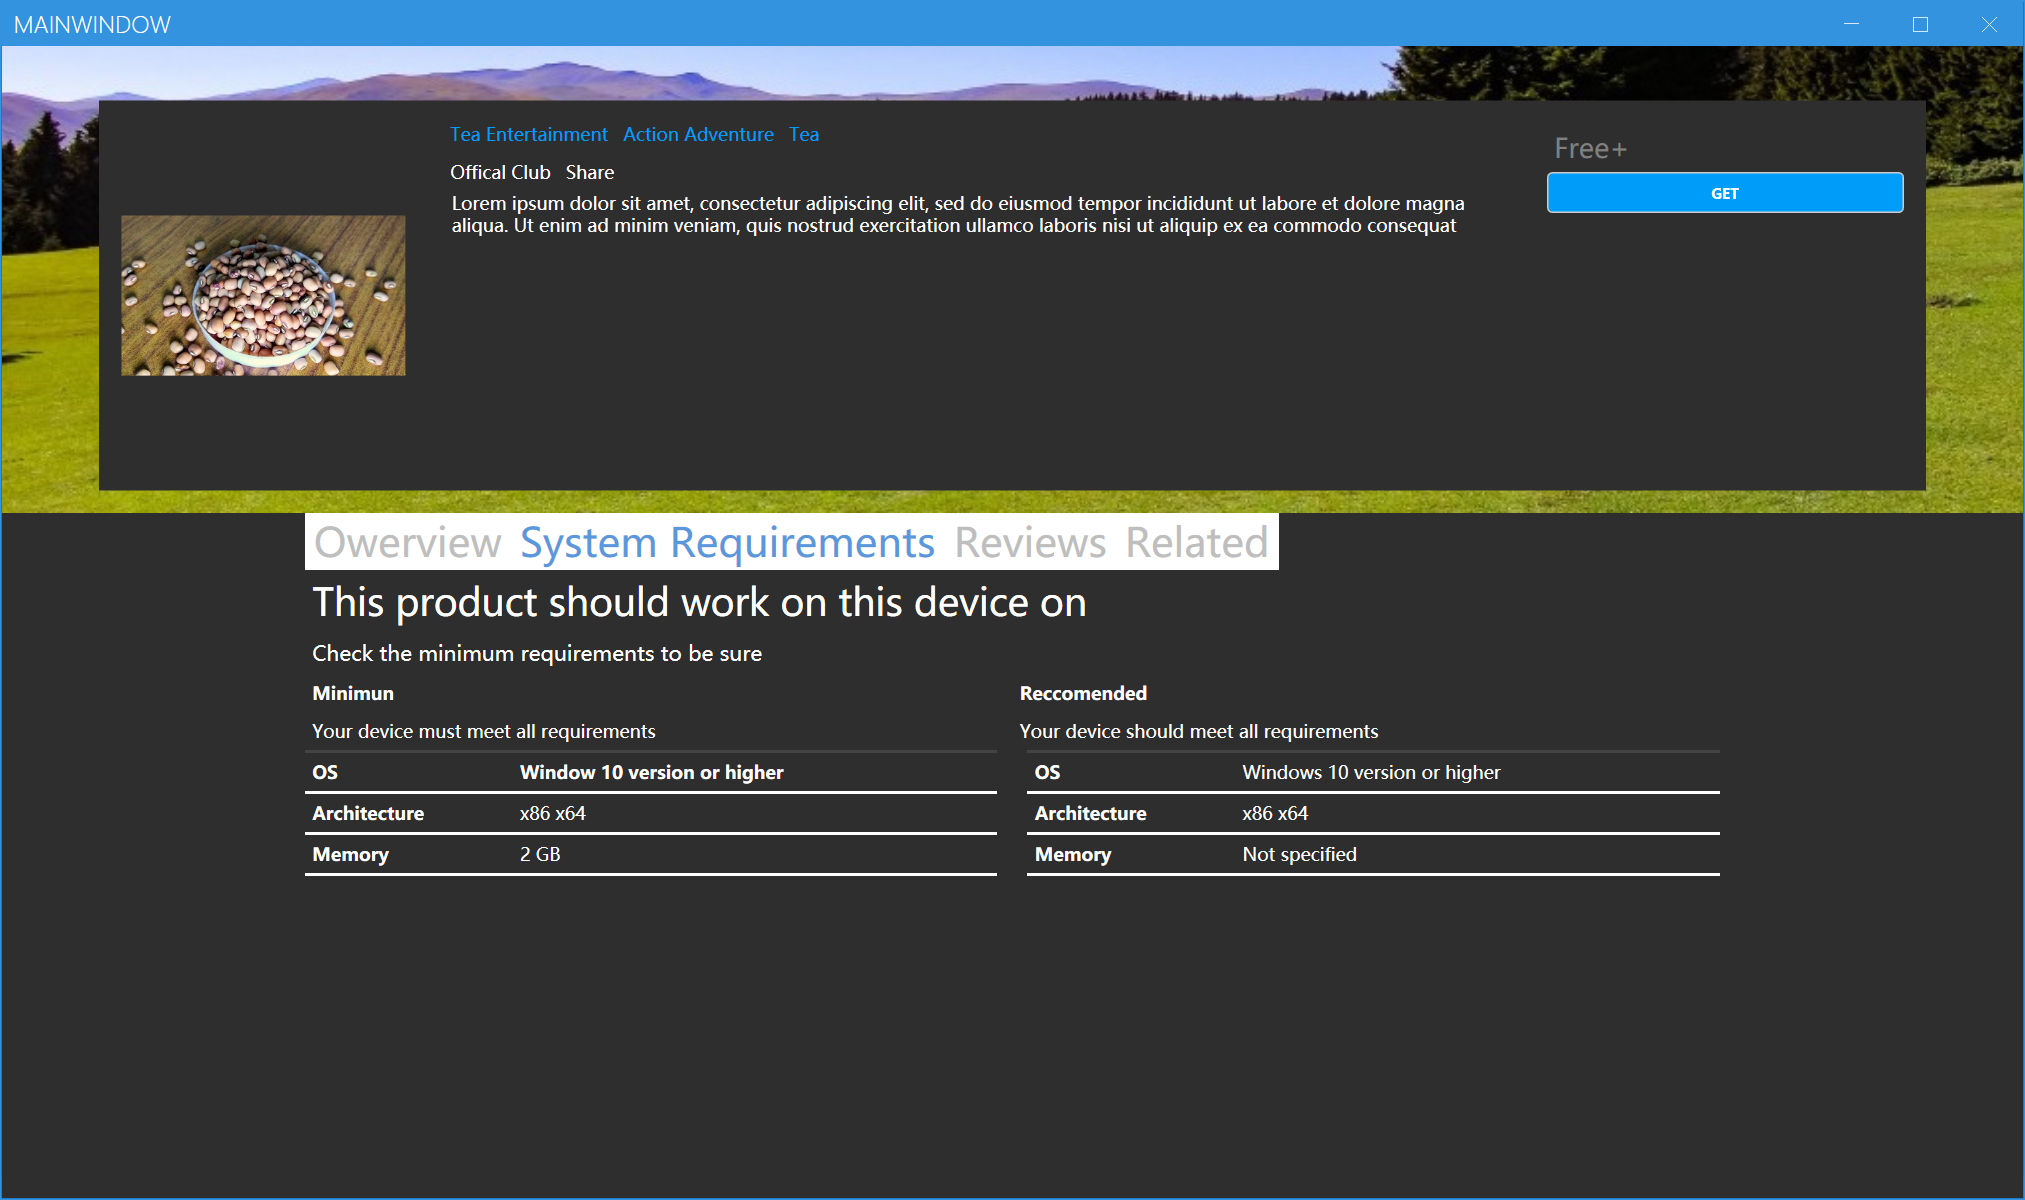 MAINWINDOW
Tea Entertainment Action Adventure Tea
Offical Club Share
Lorem ipsum dolor sit amet, consectetur adipiscing elit, sed do eiusmod tempor incididunt ut labore et dolore magna
aliqua. Ut enim ad minim veniam, quis nostrud exercitation ullamco laboris nisi ut aliquip ex ea commodo consequat
Free+
GET
Owerview System Requirements Reviews Related
This product should work on this device on
Check the minimum requirements to be sure
Minimun
Your device must meet all requirements
OS Window 10 version or higher
Architecture x86 x64
Memory 2 GB
Reccomended
Your device should meet all requirements
OS Windows 10 version or higher
Architecture x86 x64
Memory Not specified